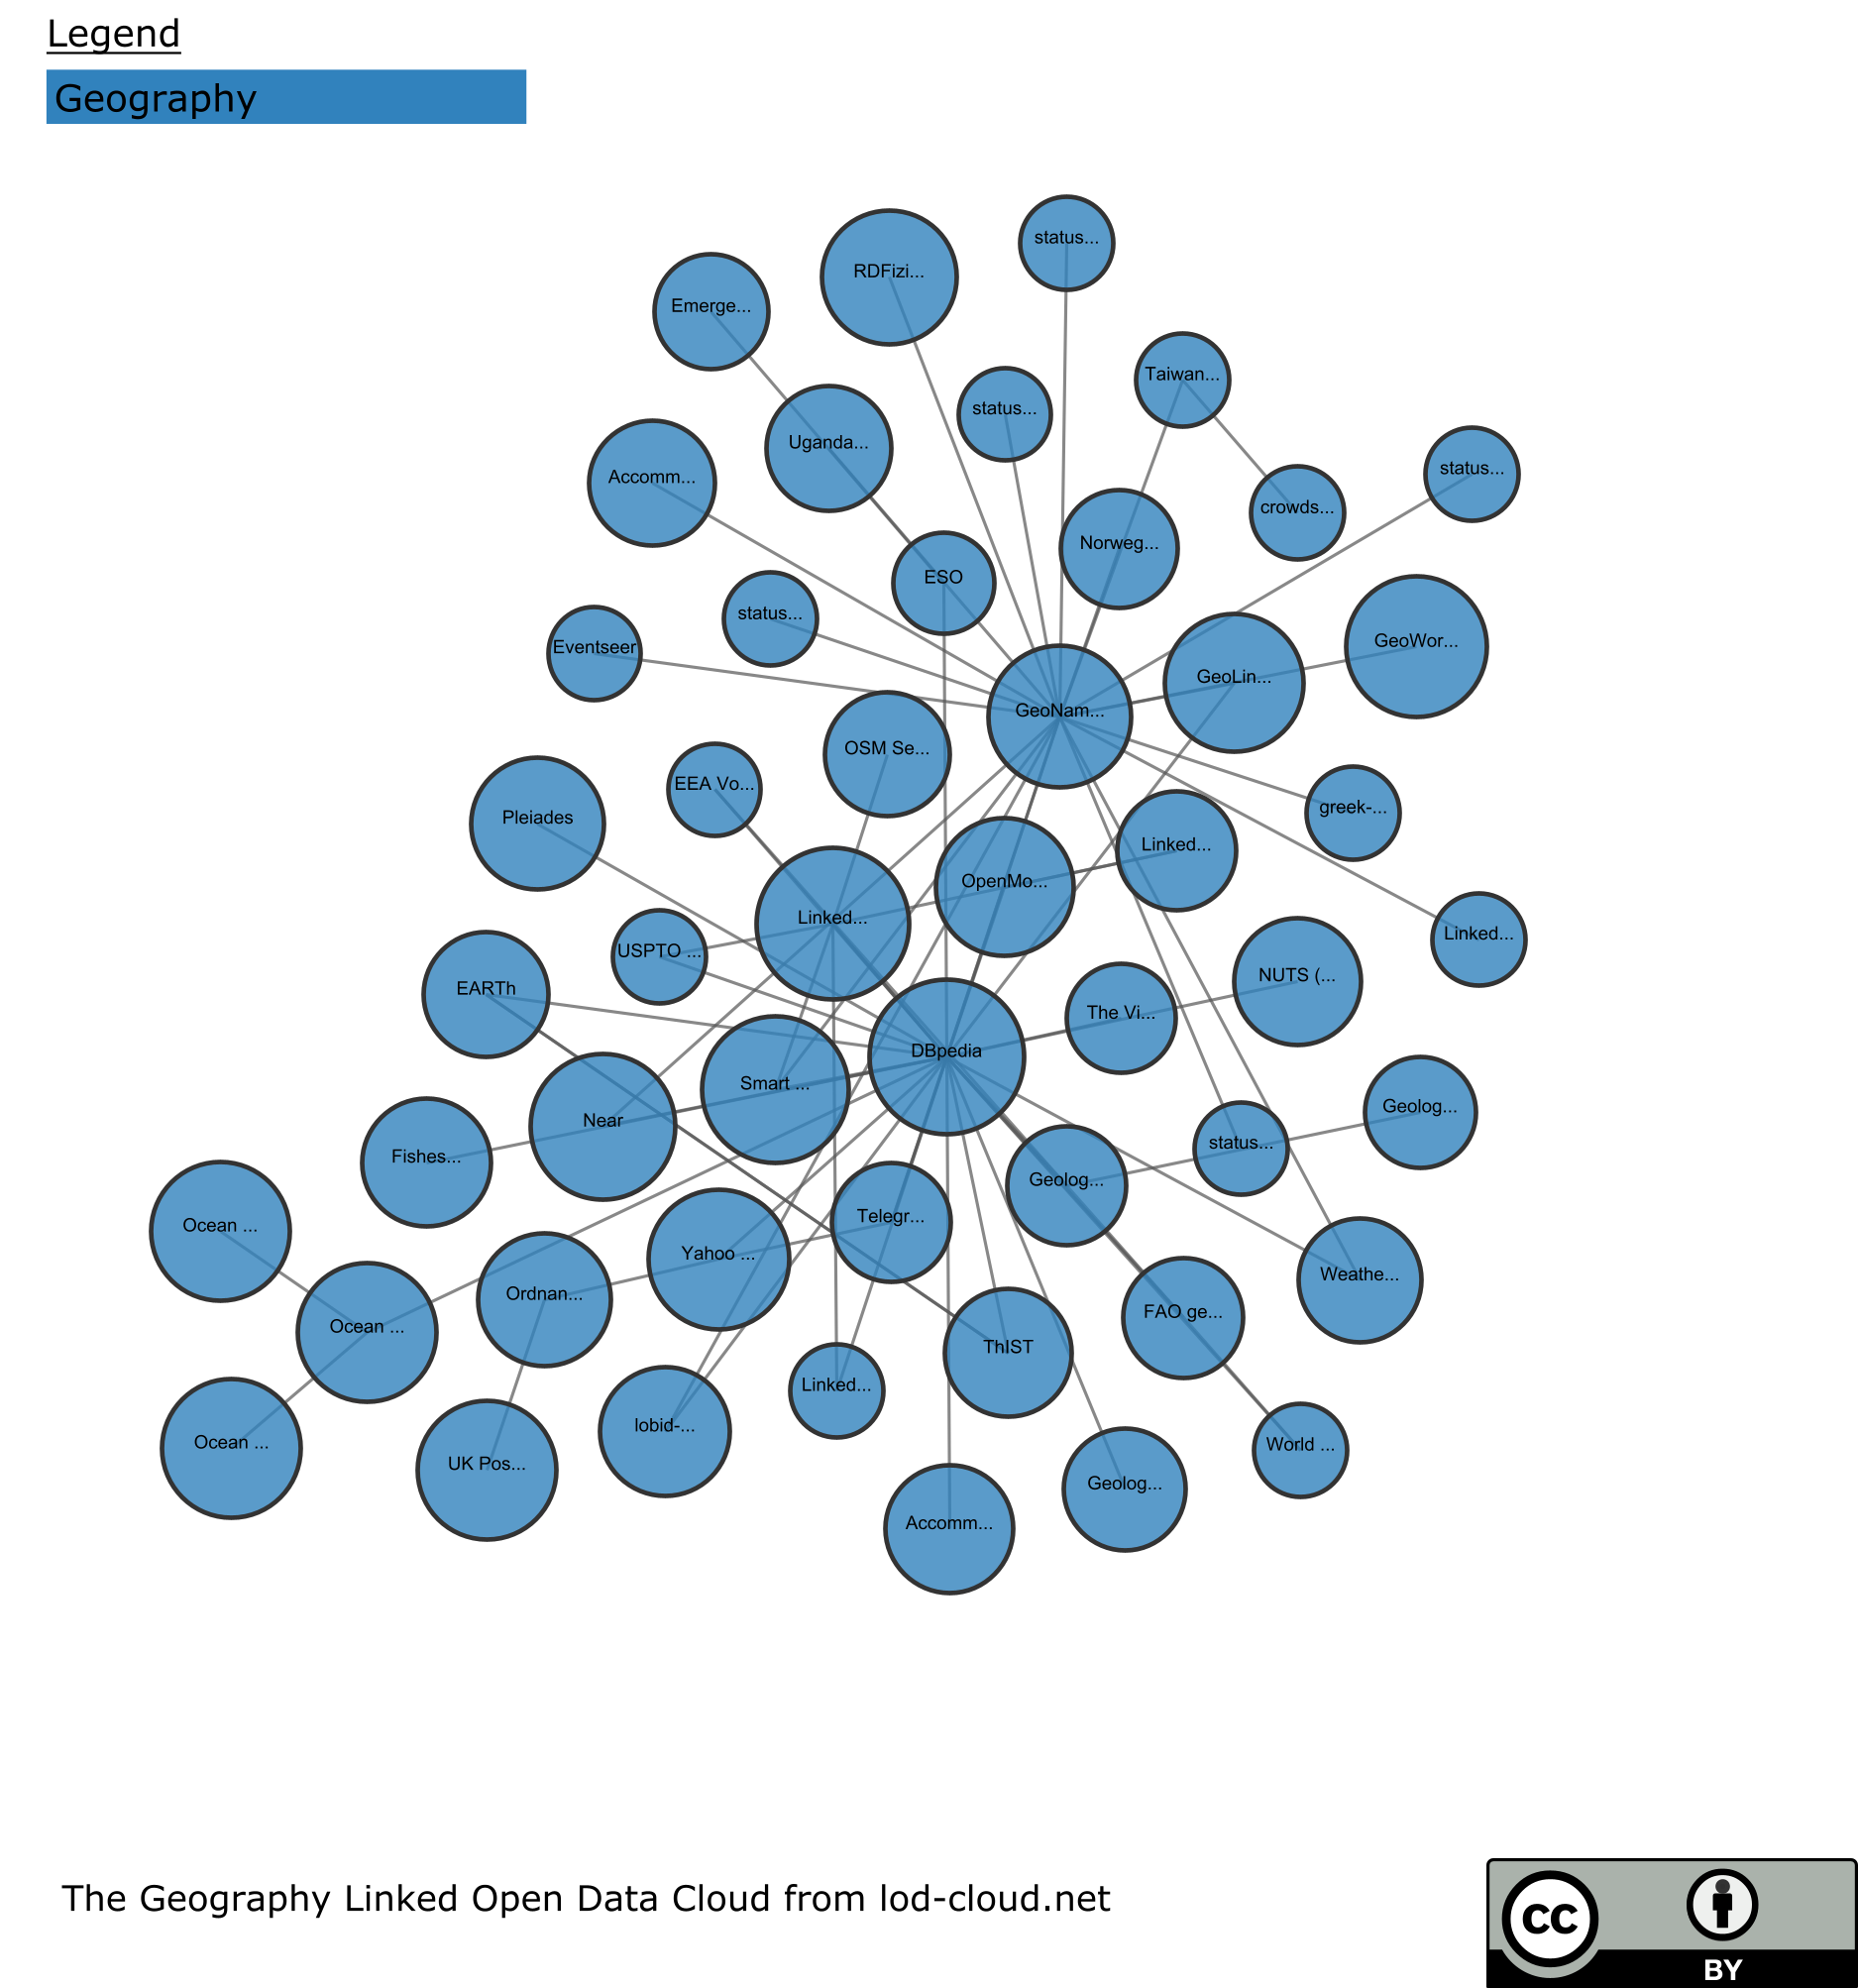 Legend
Geography
status...
RDFizi...
Emerge...
Taiwan...
status...
Uganda...
status...
Accomm...
crowds...
Norweg...
ESO
status...
GeoWor...
Eventseer
GeoLin...
GeoNam...
OSM Se...
EEA Vo...
greek-...
Pleiades
Linked...
OpenMo...
Linked...
Linked...
USPTO ...
NUTS (...
EARTh
The Vi...
DBpedia
Smart ...
Geolog...
Near
status...
Fishes...
Geolog...
Telegr...
Ocean ...
Yahoo ...
Weathe...
Ordnan...
FAO ge...
Ocean ...
ThIST
Linked...
lobid-...
Ocean ...
World ...
UK Pos...
Geolog...
Accomm...
The Geography Linked Open Data Cloud from lod-cloud.net
cc
BY